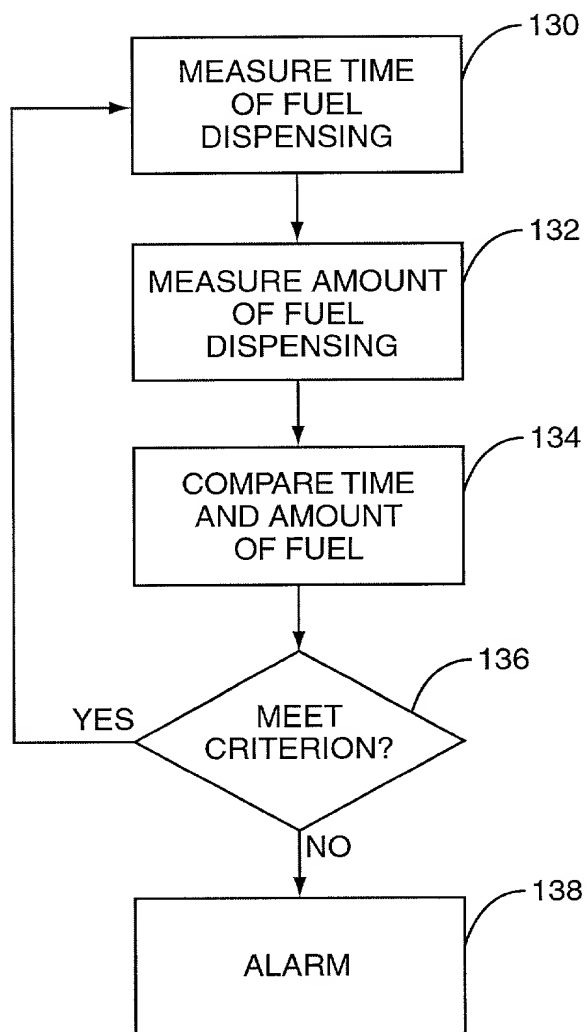 130
MEASURE TIME
OF FUEL
DISPENSING
132
MEASURE AMOUNT
OF FUEL
DISPENSING
134
COMPARE TIME
AND AMOUNT
OF FUEL
136
YES
MEET
CRITERION?
NO
138
ALARM